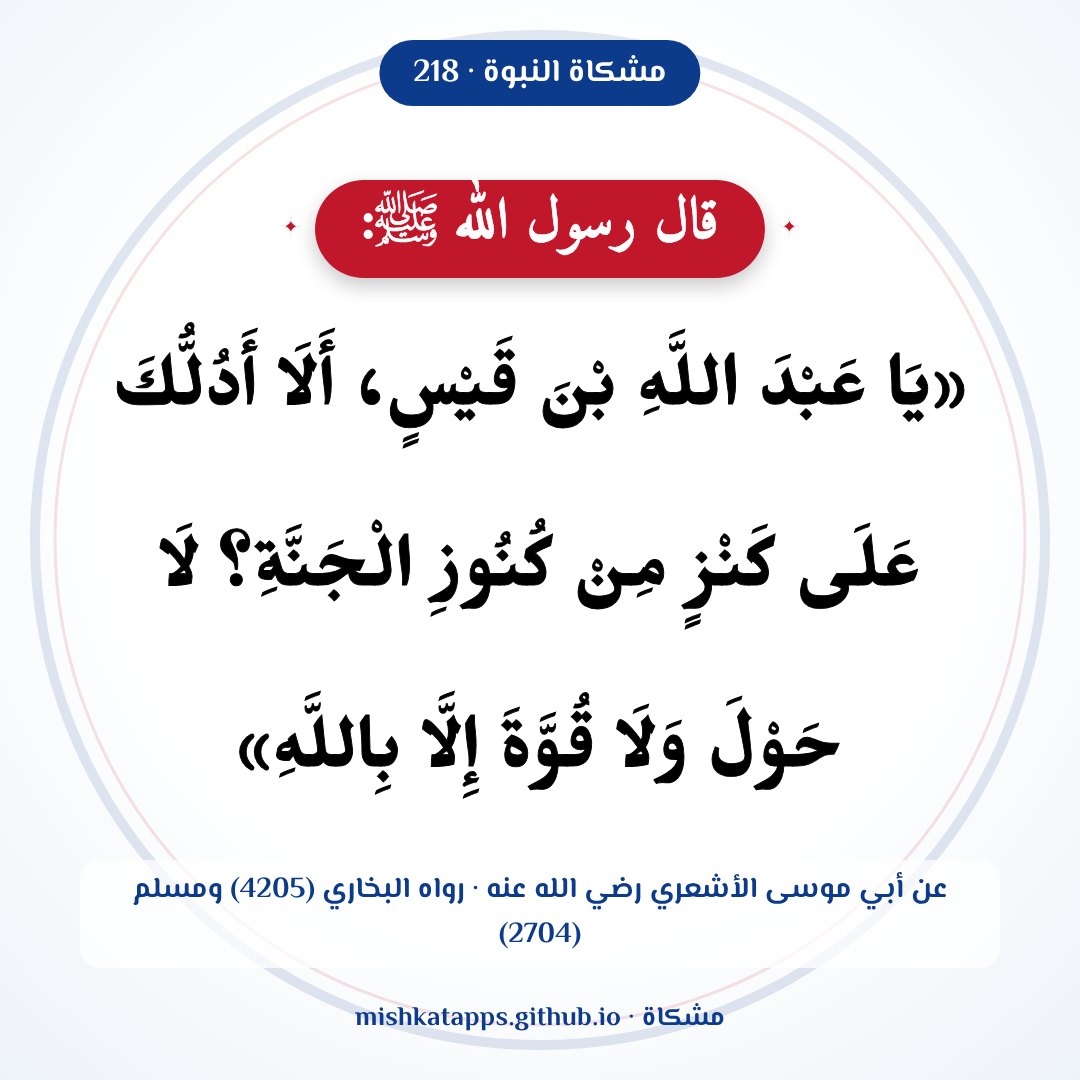 مشكاة النبوة · 218
قال رسول الله ﷺ:
«يَا عَبْدَ اللَّهِ بْنَ قَيْسٍ، أَلَا أَدُلُّكَ
عَلَى كَنْزٍ مِنْ كُنُوزِ الْجَنَّةِ؟ لَا
حَوْلَ وَلَا قُوَّةَ إِلَّا بِاللَّهِ»
عن أبي موسى الأشعري رضي الله عنه · رواه البخاري (4205) ومسلم
(2704)
مشكاة · mishkatapps.github.io